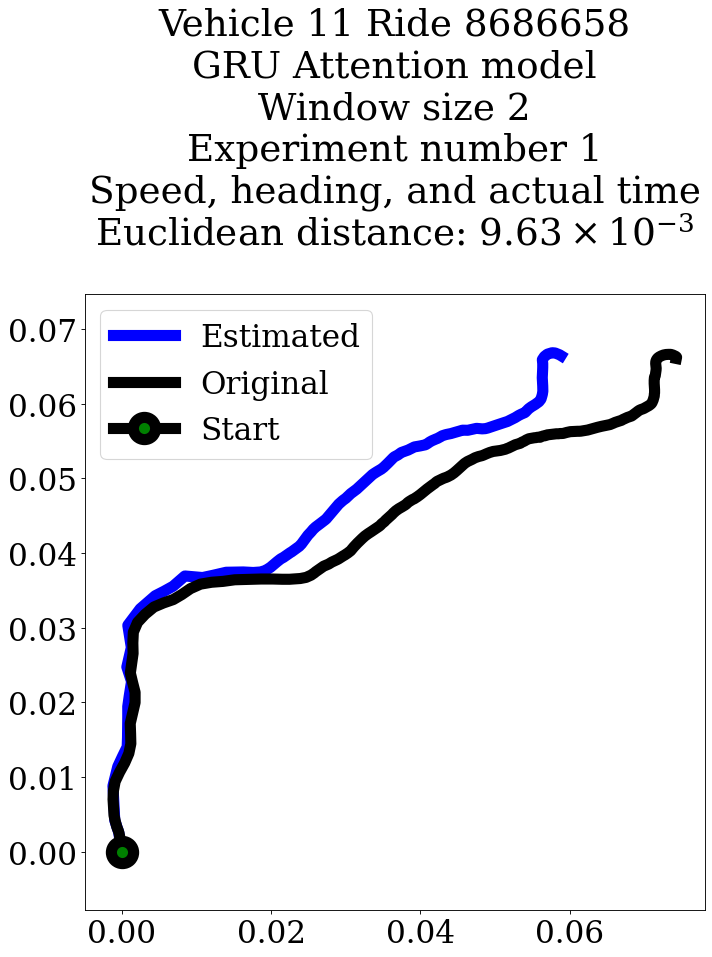 Vehicle 11 Ride 8686658
GRU Attention model
Window size 2
Experiment number 1
Speed, heading, and actual time
Euclidean distance: 9.63 × 10⁻³
Estimated
Original
Start
0.07
0.06
0.05
0.04
0.03
0.02
0.01
0.00
0.00 0.02 0.04 0.06